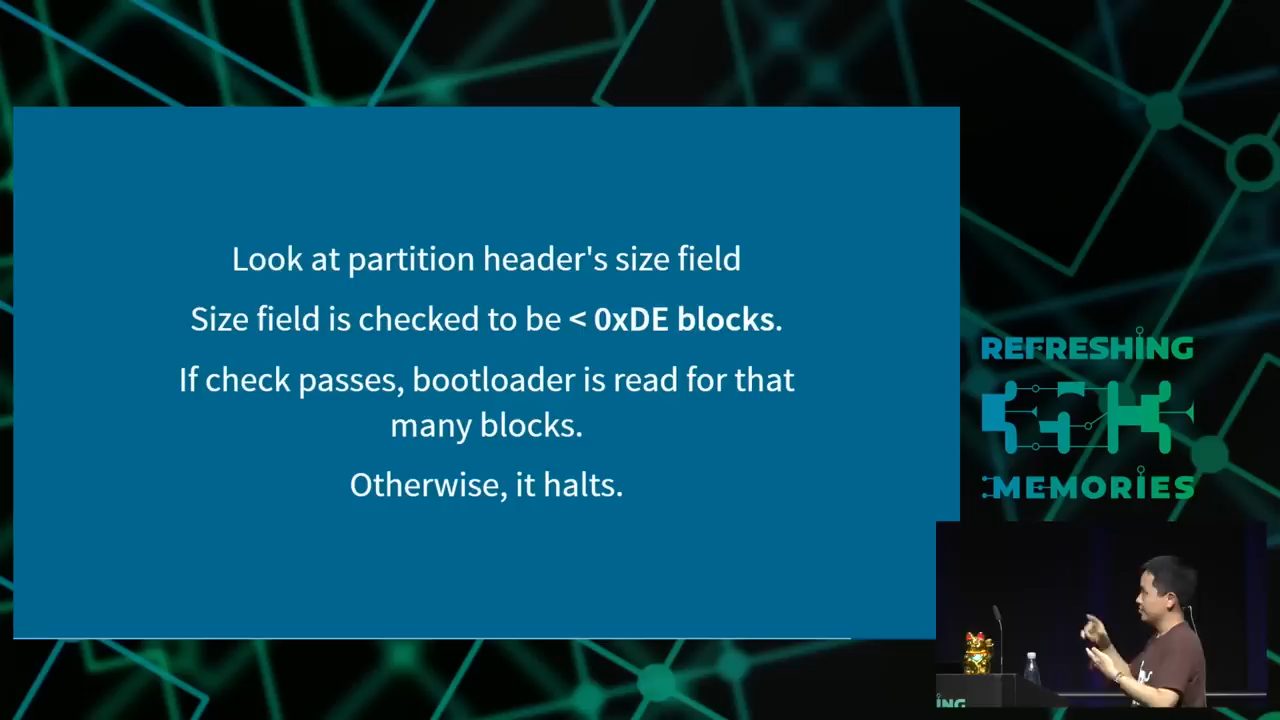 Look at partition header's size field
Size field is checked to be < 0xDE blocks.
If check passes, bootloader is read for that
many blocks.
Otherwise, it halts.
REFRESHING
MEMORIES
ING